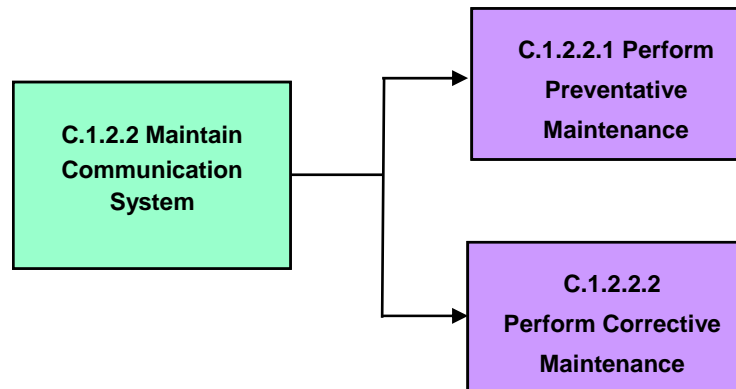 C.1.2.2 Maintain
Communication
System
C.1.2.2.1 Perform
Preventative
Maintenance
C.1.2.2.2
Perform Corrective
Maintenance